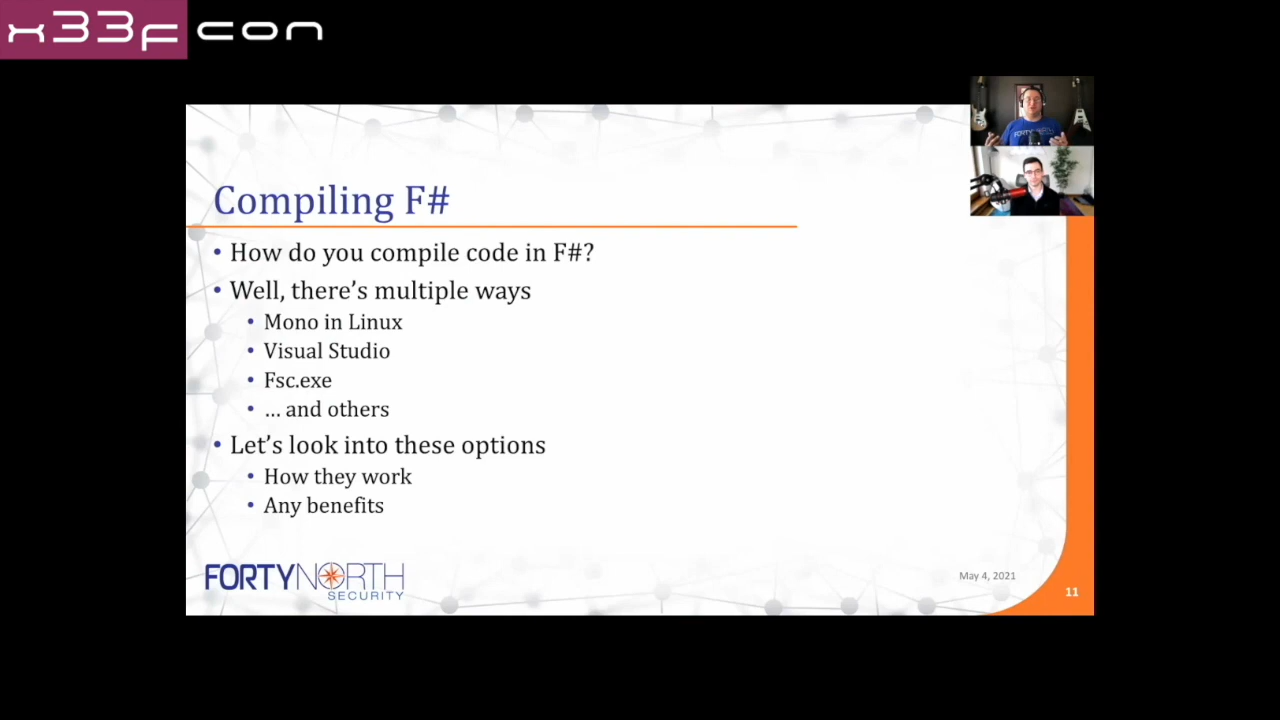 x33fcon
Compiling F#
• How do you compile code in F#?
• Well, there's multiple ways
• Mono in Linux
• Visual Studio
• Fsc.exe
• … and others
• Let's look into these options
• How they work
• Any benefits
FORTYNORTH
SECURITY
May 4, 2021
11